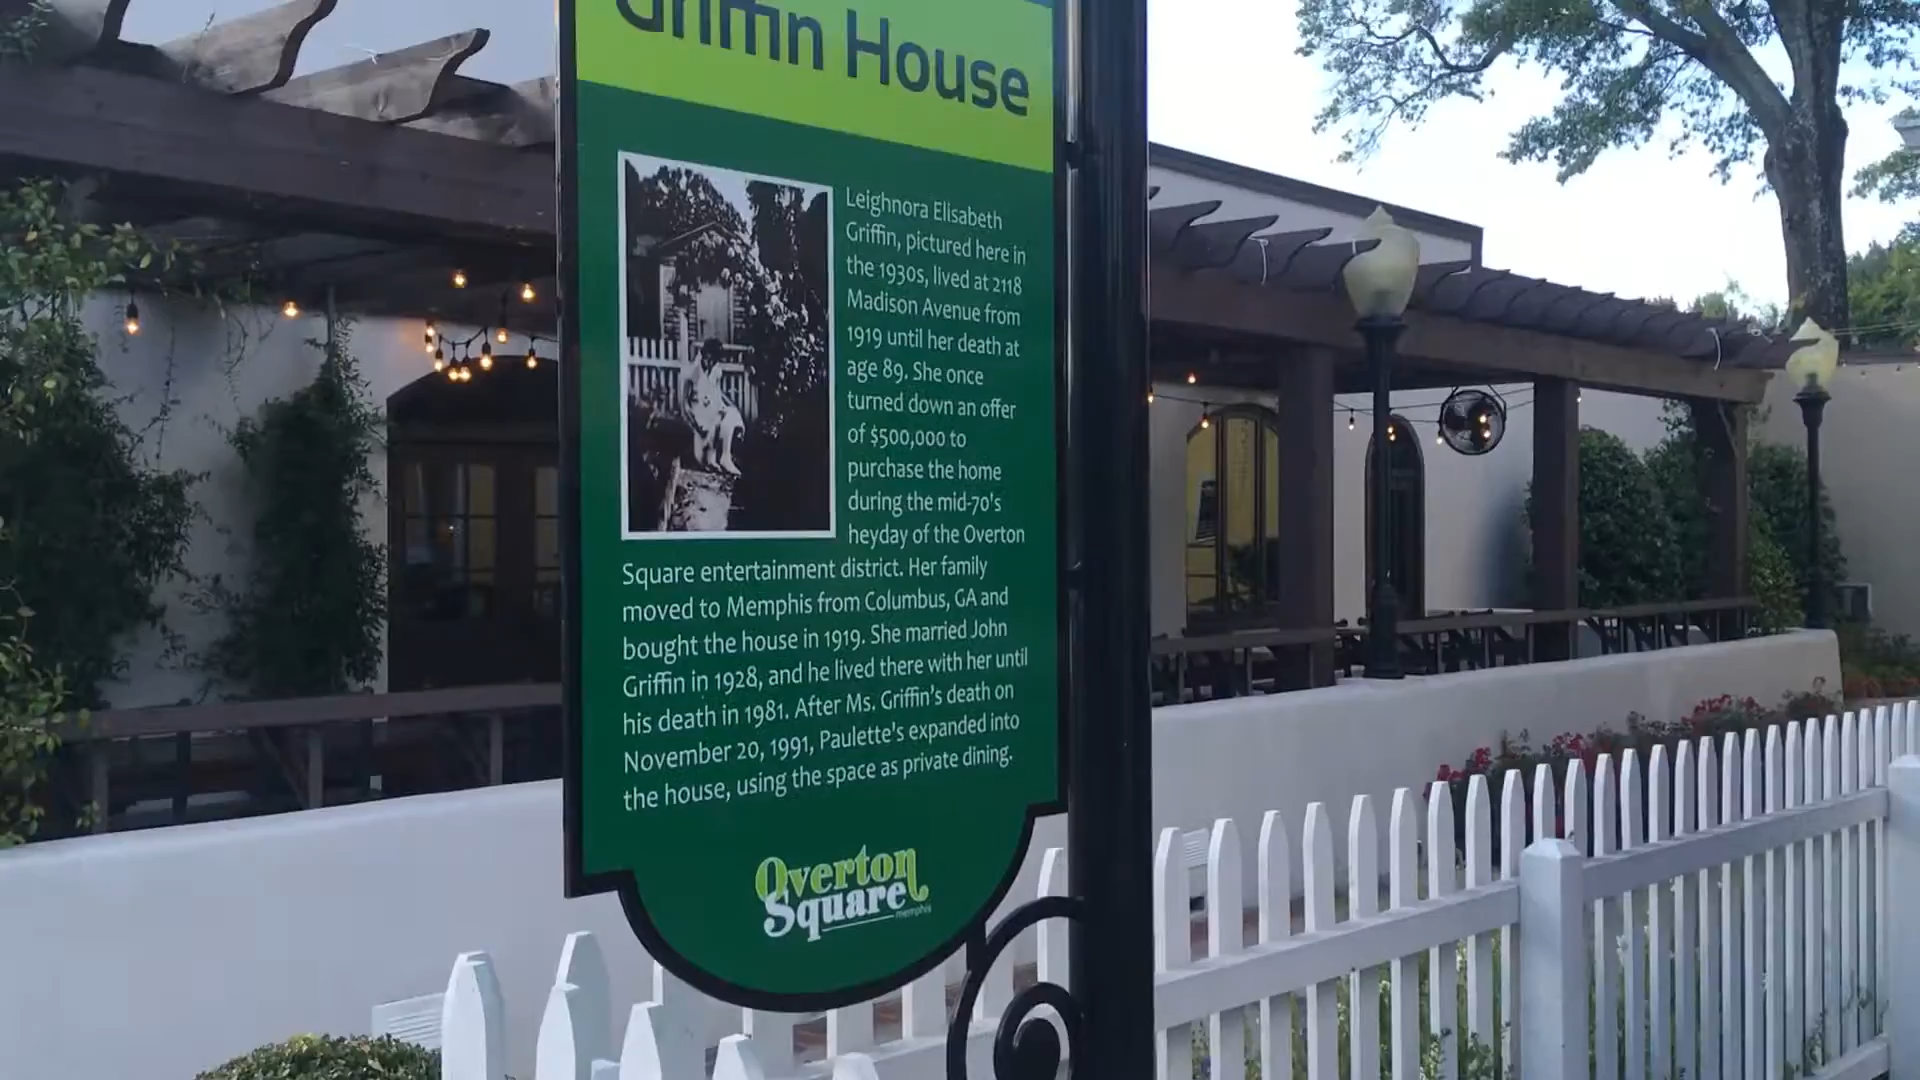 Griffin House
Leighnora Elisabeth
Griffin, pictured here in
the 1930s, lived at 2118
Madison Avenue from
1919 until her death at
age 89. She once
turned down an offer
of $500,000 to
purchase the home
during the mid-70's
heyday of the Overton
Square entertainment district. Her family
moved to Memphis from Columbus, GA and
bought the house in 1919. She married John
Griffin in 1928, and he lived there with her until
his death in 1981. After Ms. Griffin's death on
November 20, 1991, Paulette's expanded into
the house, using the space as private dining.
Overton
Square
memphis